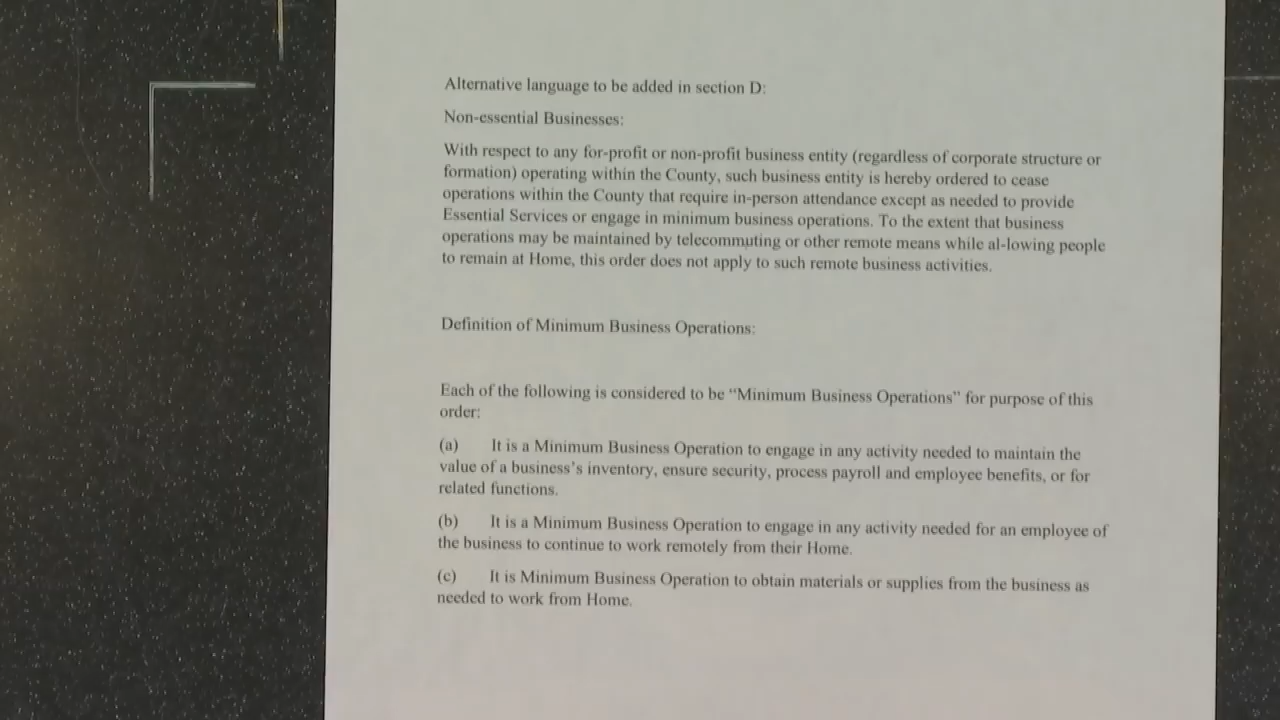 Alternative language to be added in section D:
Non-essential Businesses:
With respect to any for-profit or non-profit business entity (regardless of corporate structure or
formation) operating within the County, such business entity is hereby ordered to cease
operations within the County that require in-person attendance except as needed to provide
Essential Services or engage in minimum business operations. To the extent that business
operations may be maintained by telecommuting or other remote means while al-lowing people
to remain at Home, this order does not apply to such remote business activities.
Definition of Minimum Business Operations:
Each of the following is considered to be “Minimum Business Operations” for purpose of this
order:
(a) It is a Minimum Business Operation to engage in any activity needed to maintain the
value of a business’s inventory, ensure security, process payroll and employee benefits, or for
related functions.
(b) It is a Minimum Business Operation to engage in any activity needed for an employee of
the business to continue to work remotely from their Home.
(c) It is Minimum Business Operation to obtain materials or supplies from the business as
needed to work from Home.